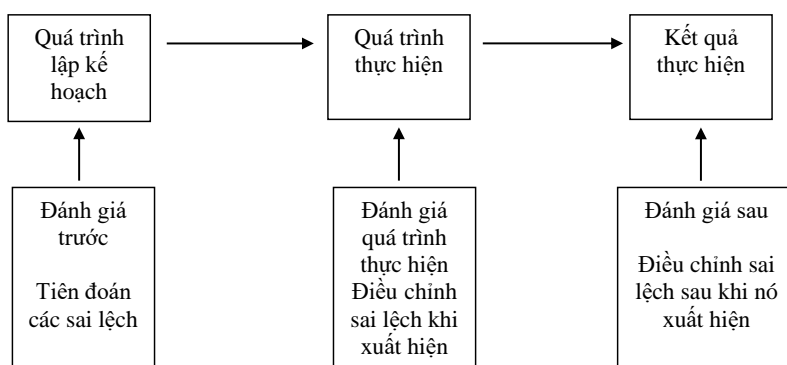 Quá trình
lập kế
hoạch
Quá trình
thực hiện
Kết quả
thực hiện
Đánh giá
trước
Tiên đoán
các sai lệch
Đánh giá
quá trình
thực hiện
Điều chỉnh
sai lệch khi
xuất hiện
Đánh giá sau
Điều chỉnh sai
lệch sau khi nó
xuất hiện